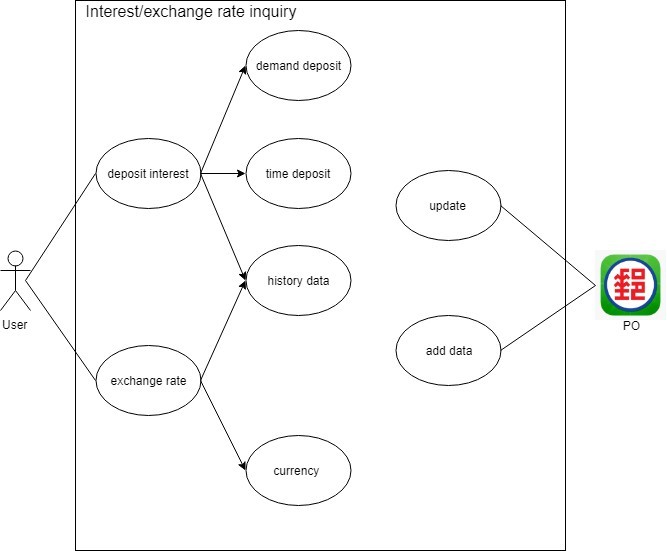 Interest/exchange rate inquiry
demand deposit
deposit interest
time deposit
update
history data
郵
User
PO
add data
exchange rate
currency